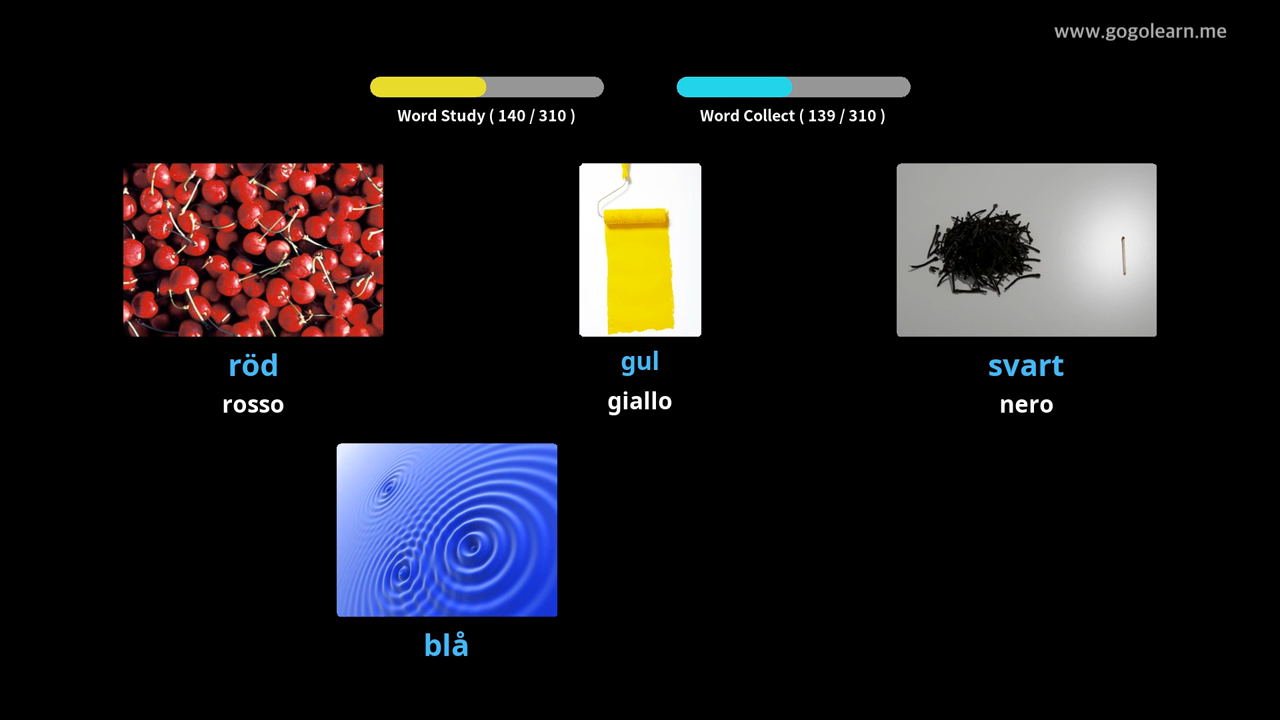 www.gogolearn.me
Word Study ( 140 / 310 )
Word Collect ( 139 / 310 )
röd
gul
svart
rosso
giallo
nero
blå